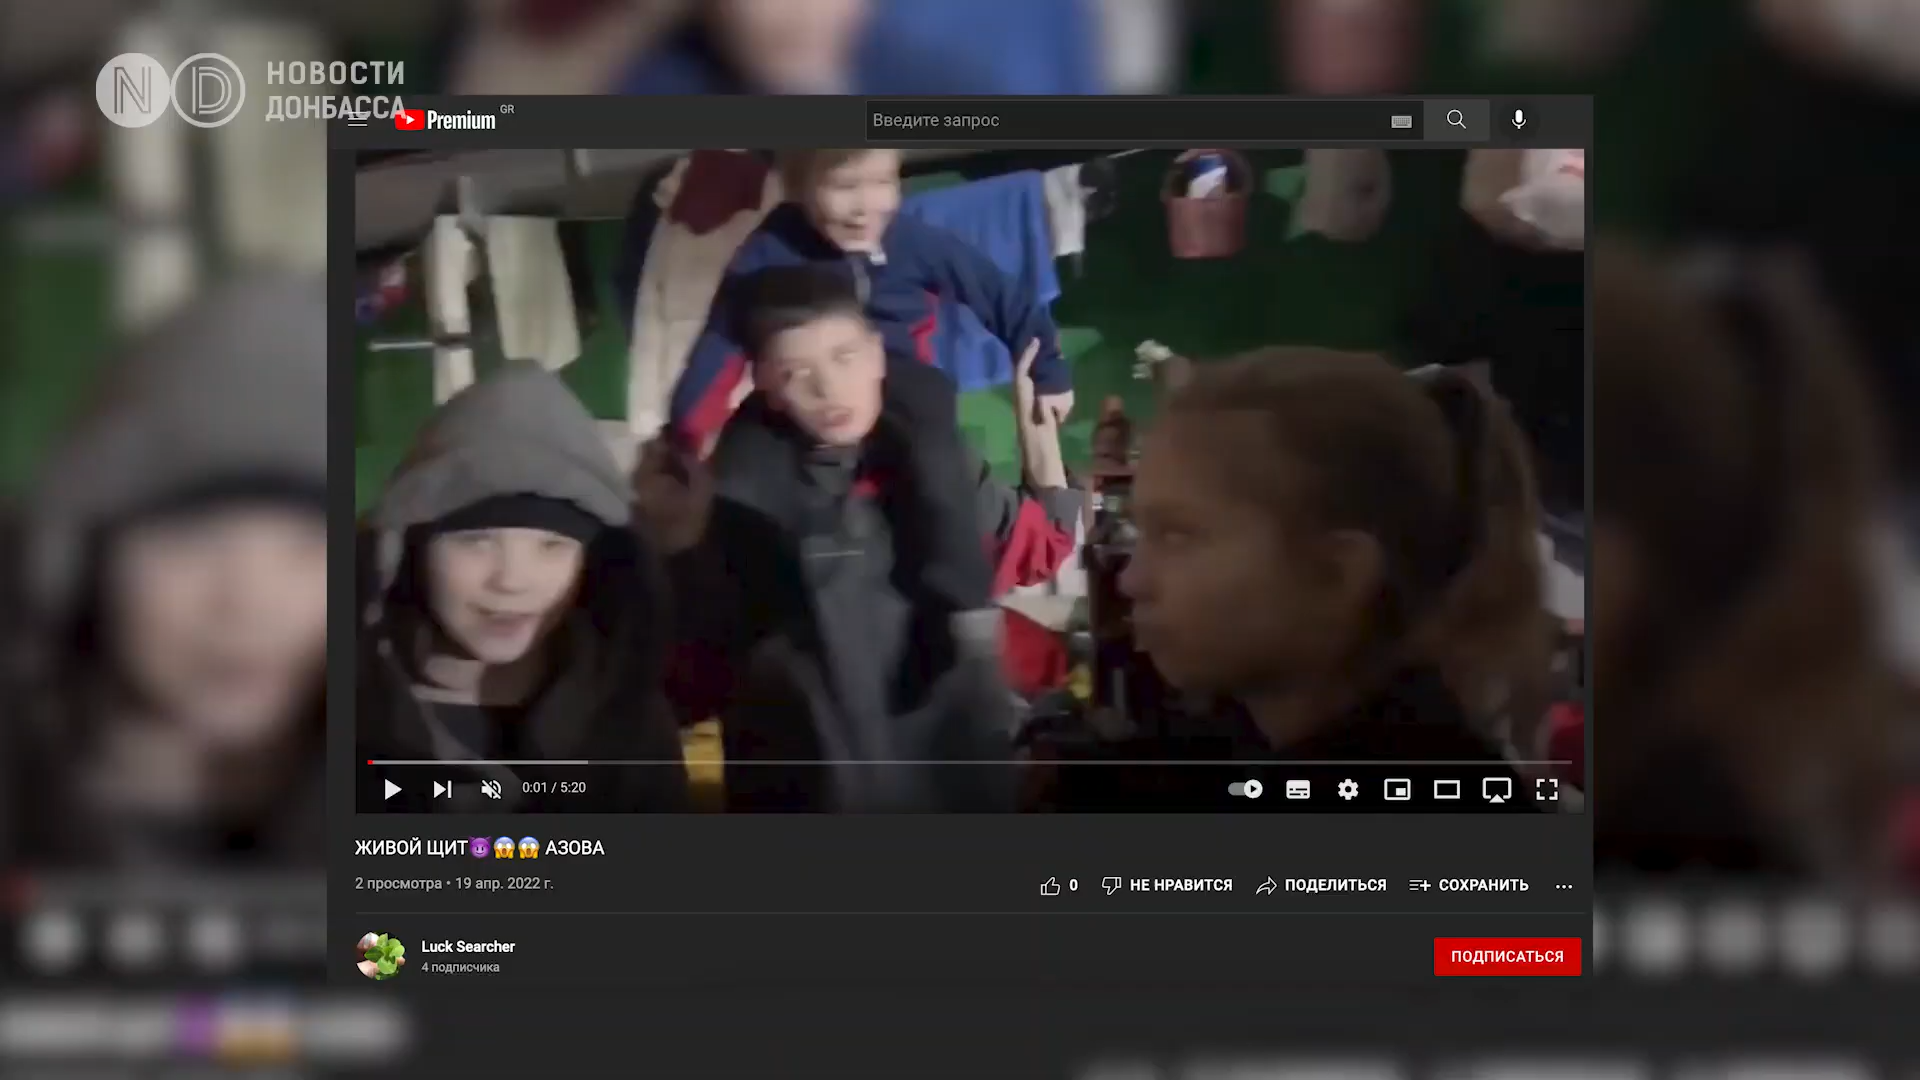 ND НОВОСТИ
ДОНБАССА
Premium GR
Введите запрос
0:01 / 5:20
ЖИВОЙ ЩИТ😈😱😱 АЗОВА
2 просмотра • 19 апр. 2022 г.
0 НЕ НРАВИТСЯ ПОДЕЛИТЬСЯ СОХРАНИТЬ
Luck Searcher
4 подписчика
ПОДПИСАТЬСЯ